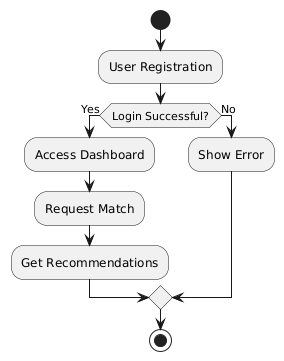 User Registration
Login Successful?
Yes
No
Access Dashboard
Show Error
Request Match
Get Recommendations